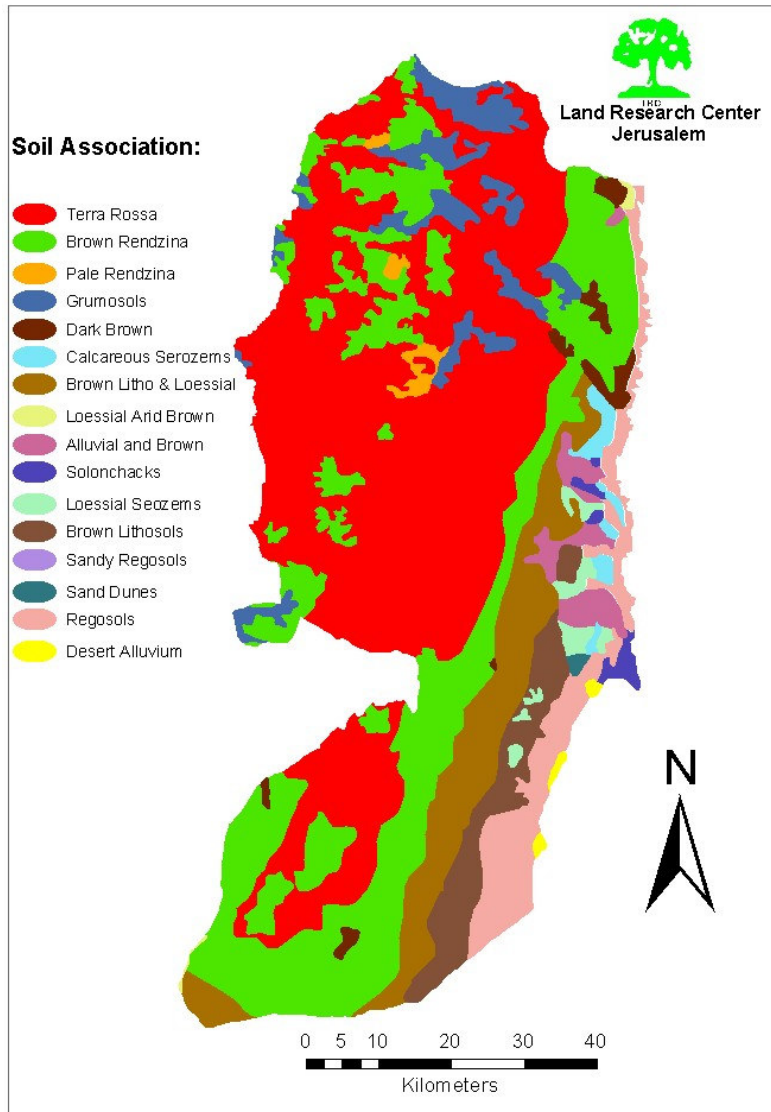 LRC
Land Research Center
Jerusalem
Soil Association:
Terra Rossa
Brown Rendzina
Pale Rendzina
Grumosols
Dark Brown
Calcareous Serozems
Brown Litho & Loessial
Loessial Arid Brown
Alluvial and Brown
Solonchacks
Loessial Seozems
Brown Lithosols
Sandy Regosols
Sand Dunes
Regosols
Desert Alluvium
N
0 5 10 20 30 40
Kilometers